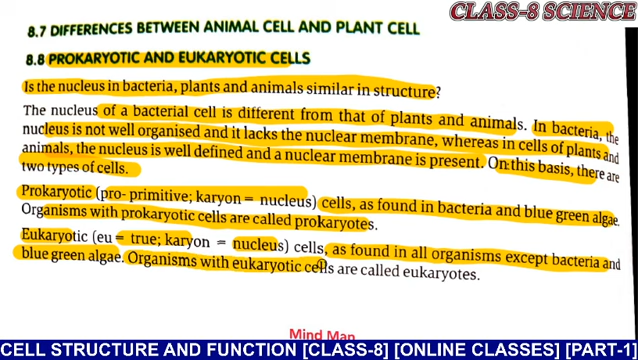 CLASS-8 SCIENCE
8.7 DIFFERENCES BETWEEN ANIMAL CELL AND PLANT CELL
8.8 PROKARYOTIC AND EUKARYOTIC CELLS
Is the nucleus in bacteria, plants and animals similar in structure?
The nucleus of a bacterial cell is different from that of plants and animals. In bacteria, the
nucleus is not well organised and it lacks the nuclear membrane, whereas in cells of plants and
animals, the nucleus is well defined and a nuclear membrane is present. On this basis, there are
two types of cells.
Prokaryotic (pro- primitive; karyon = nucleus) cells, as found in bacteria and blue green algae.
Organisms with prokaryotic cells are called prokaryotes.
Eukaryotic (eu = true; karyon = nucleus) cells, as found in all organisms except bacteria and
blue green algae. Organisms with eukaryotic cells are called eukaryotes.
Mind Map
CELL STRUCTURE AND FUNCTION [CLASS-8] [ONLINE CLASSES] [PART-1]